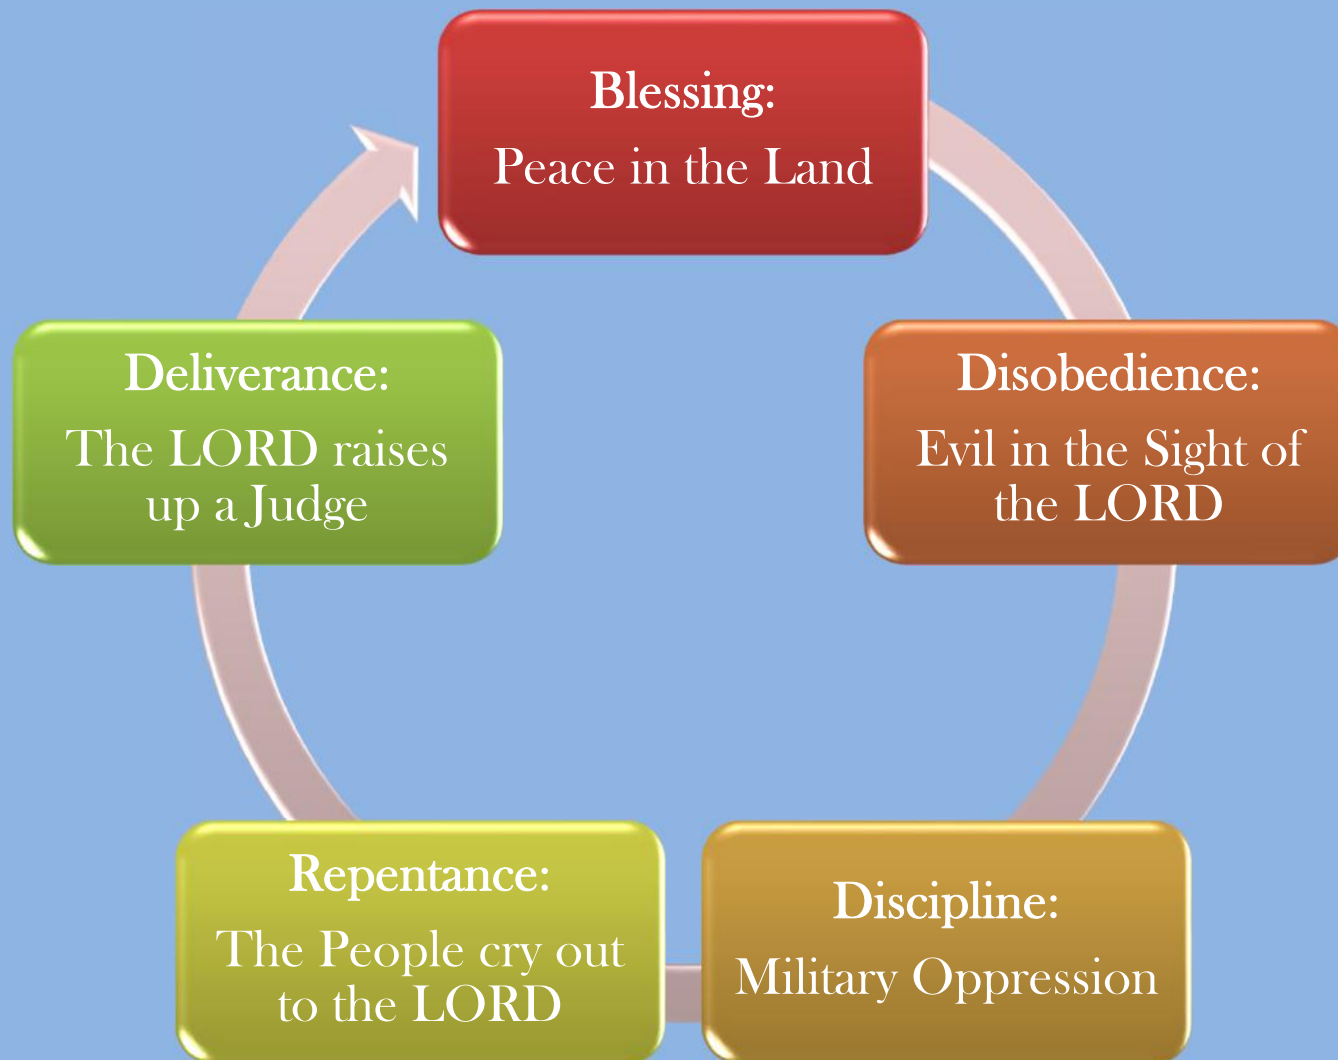 Blessing:
Peace in the Land
Disobedience:
Evil in the Sight of
the LORD
Discipline:
Military Oppression
Repentance:
The People cry out
to the LORD
Deliverance:
The LORD raises
up a Judge